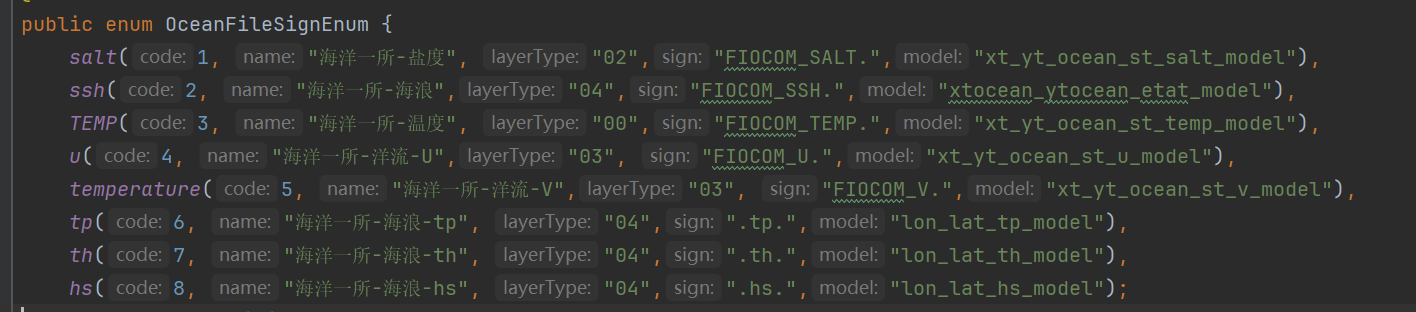 public enum OceanFileSignEnum {
salt( code: 1, name: "海洋一所-盐度", layerType: "02", sign: "FIOCOM_SALT.", model: "xt_yt_ocean_st_salt_model"),
ssh( code: 2, name: "海洋一所-海浪", layerType: "04", sign: "FIOCOM_SSH.", model: "xtocean_ytocean_etat_model"),
TEMP( code: 3, name: "海洋一所-温度", layerType: "00", sign: "FIOCOM_TEMP.", model: "xt_yt_ocean_st_temp_model"),
u( code: 4, name: "海洋一所-洋流-U", layerType: "03", sign: "FIOCOM_U.", model: "xt_yt_ocean_st_u_model"),
temperature( code: 5, name: "海洋一所-洋流-V", layerType: "03", sign: "FIOCOM_V.", model: "xt_yt_ocean_st_v_model"),
tp( code: 6, name: "海洋一所-海浪-tp", layerType: "04", sign: ".tp.", model: "lon_lat_tp_model"),
th( code: 7, name: "海洋一所-海浪-th", layerType: "04", sign: ".th.", model: "lon_lat_th_model"),
hs( code: 8, name: "海洋一所-海浪-hs", layerType: "04", sign: ".hs.", model: "lon_lat_hs_model");